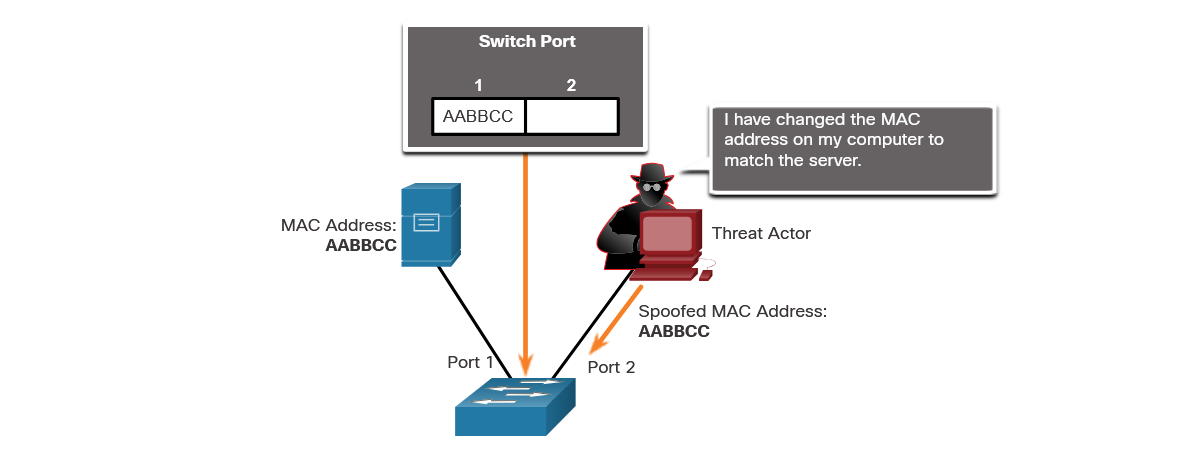 Switch Port
1 2
AABBCC
I have changed the MAC
address on my computer to
match the server.
MAC Address:
AABBCC
Threat Actor
Spoofed MAC Address:
AABBCC
Port 1
Port 2